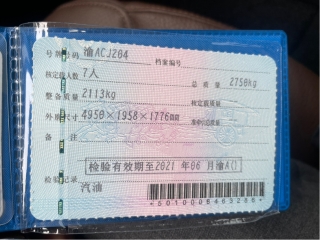 号牌号码 渝ACJ204 档案编号
核定载人数 7人 总质量 2750kg
整备质量 2113kg 核定载质量
外廓尺寸 4950×1958×1776mm 准牵引总质量
备注
检验有效期至2021年06月渝A()
检验记录
汽油